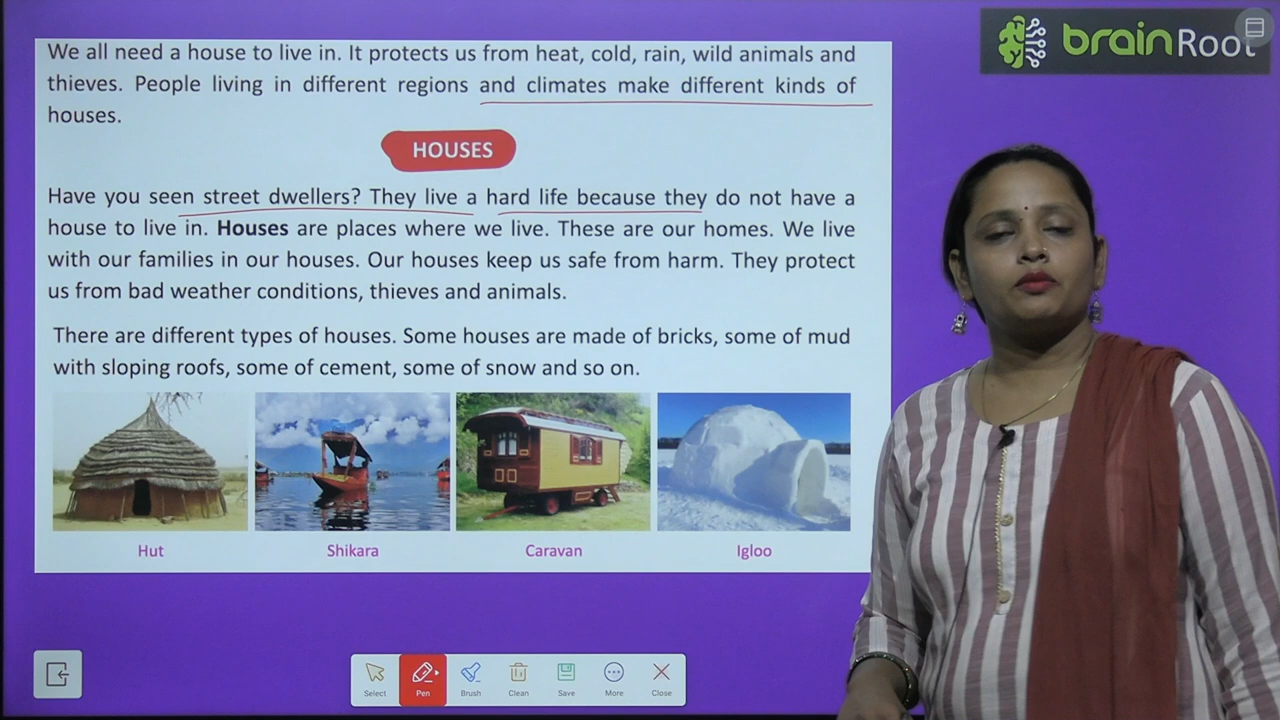 We all need a house to live in. It protects us from heat, cold, rain, wild animals and
thieves. People living in different regions and climates make different kinds of
houses.
HOUSES
Have you seen street dwellers? They live a hard life because they do not have a
house to live in. Houses are places where we live. These are our homes. We live
with our families in our houses. Our houses keep us safe from harm. They protect
us from bad weather conditions, thieves and animals.
There are different types of houses. Some houses are made of bricks, some of mud
with sloping roofs, some of cement, some of snow and so on.
Hut Shikara Caravan Igloo
Select Pen Brush Clean Save More Close
brainRoot